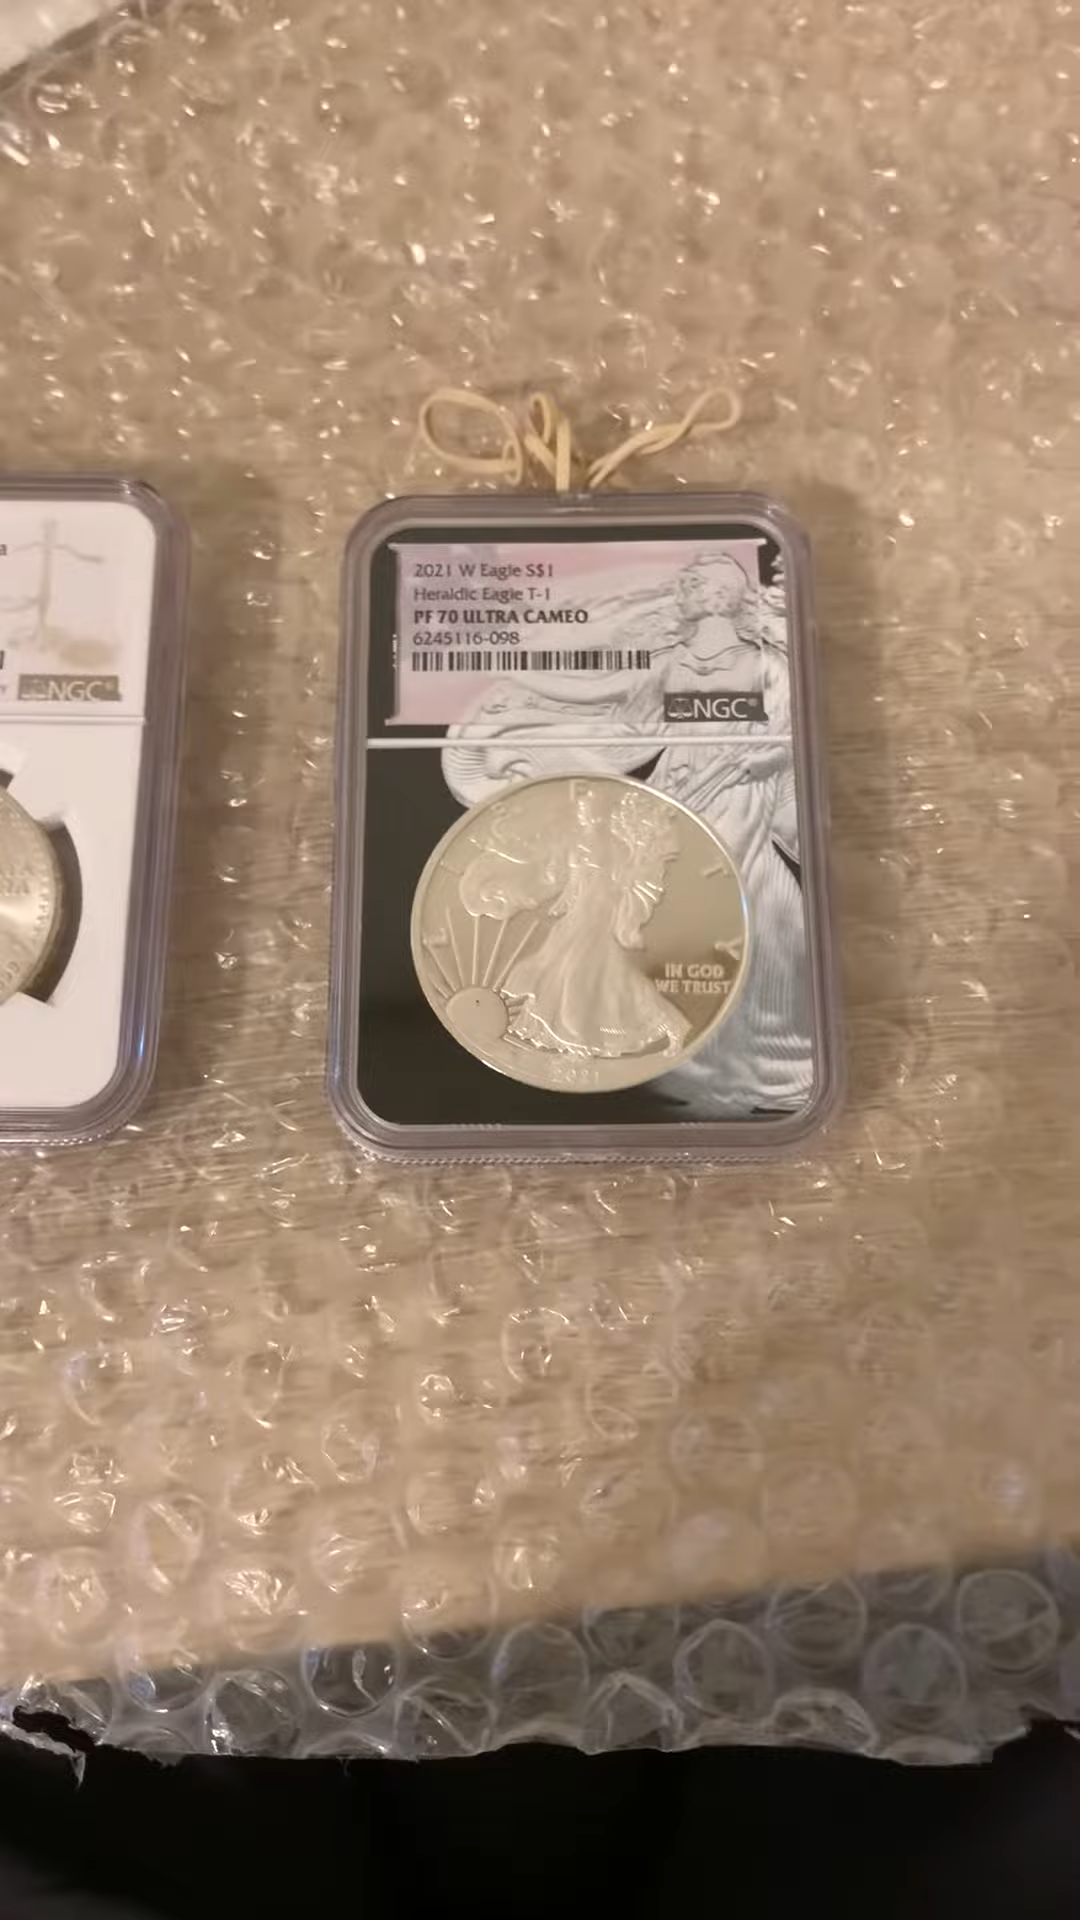 2021 W Eagle S$1
Heraldic Eagle T-1
PF 70 ULTRA CAMEO
6245116-098
NGC
NGC
IN GOD
WE TRUST
2021